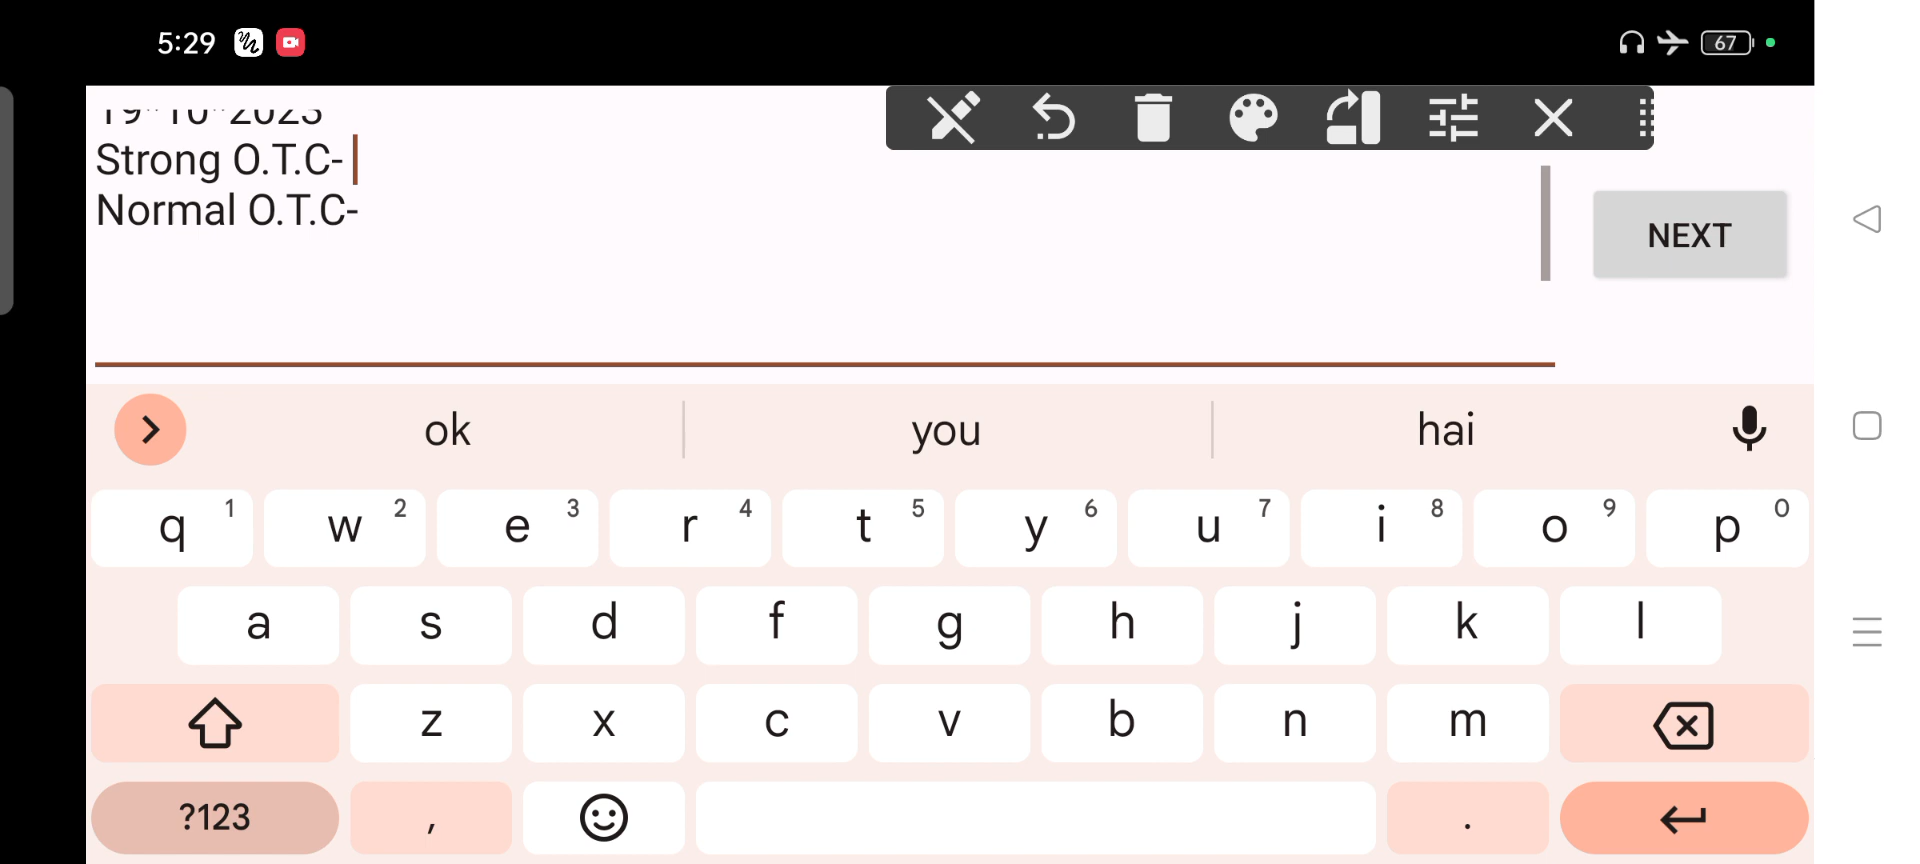 5:29
67
19"10"2023
Strong O.T.C-
Normal O.T.C-
NEXT
ok you hai
q 1 w 2 e 3 r 4 t 5 y 6 u 7 i 8 o 9 p 0
a s d f g h j k l
z x c v b n m
?123 , .